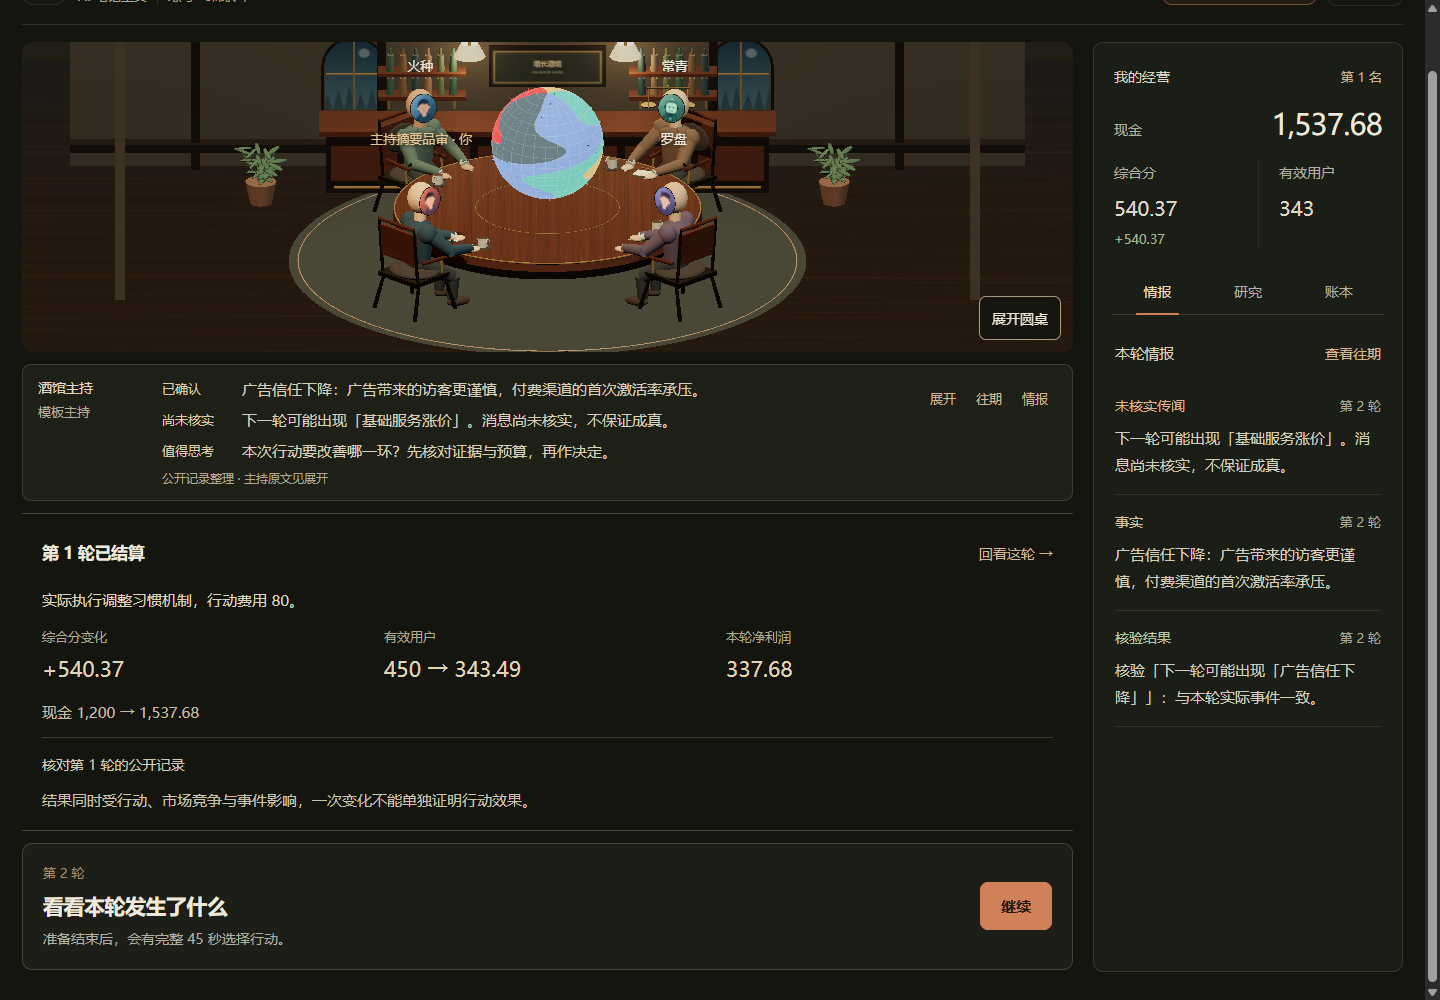 火种
增长酒馆
常青
主持摘要品审 · 你
罗盘
展开圆桌
酒馆主持
模板主持
已确认
广告信任下降：广告带来的访客更谨慎，付费渠道的首次激活率承压。
尚未核实
下一轮可能出现「基础服务涨价」。消息尚未核实，不保证成真。
值得思考
本次行动要改善哪一环？先核对证据与预算，再作决定。
公开记录整理 · 主持原文见展开
展开
往期
情报
第 1 轮已结算
回看这轮 →
实际执行调整习惯机制，行动费用 80。
综合分变化
有效用户
本轮净利润
+540.37
450 → 343.49
337.68
现金 1,200 → 1,537.68
核对第 1 轮的公开记录
结果同时受行动、市场竞争与事件影响，一次变化不能单独证明行动效果。
第 2 轮
看看本轮发生了什么
准备结束后，会有完整 45 秒选择行动。
继续
我的经营
第 1 名
现金
1,537.68
综合分
有效用户
540.37
343
+540.37
情报
研究
账本
本轮情报
查看往期
未核实传闻
第 2 轮
下一轮可能出现「基础服务涨价」。消
息尚未核实，不保证成真。
事实
第 2 轮
广告信任下降：广告带来的访客更谨
慎，付费渠道的首次激活率承压。
核验结果
第 2 轮
核验「下一轮可能出现「广告信任下
降」」：与本轮实际事件一致。